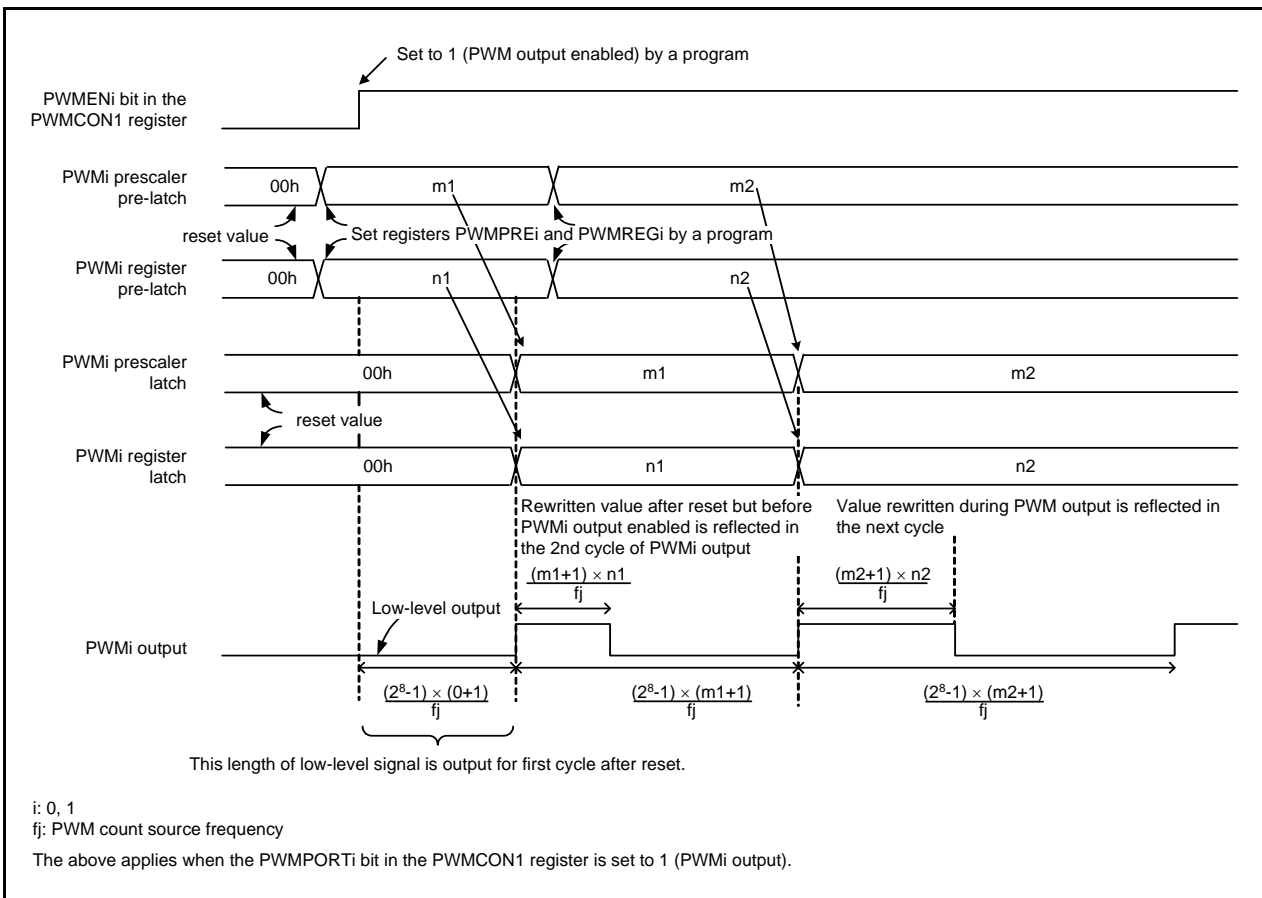 Set to 1 (PWM output enabled) by a program
PWMENi bit in the
PWMCON1 register
PWMi prescaler
pre-latch
00h
m1
m2
reset value
Set registers PWMPREi and PWMREGi by a program
PWMi register
pre-latch
00h
n1
n2
PWMi prescaler
latch
00h
m1
m2
reset value
PWMi register
latch
00h
n1
n2
Rewritten value after reset but before
PWMi output enabled is reflected in
the 2nd cycle of PWMi output
Value rewritten during PWM output is reflected in
the next cycle
(m1+1) × n1
fj
(m2+1) × n2
fj
Low-level output
PWMi output
(2⁸-1) × (0+1)
fj
(2⁸-1) × (m1+1)
fj
(2⁸-1) × (m2+1)
fj
This length of low-level signal is output for first cycle after reset.
i: 0, 1
fj: PWM count source frequency
The above applies when the PWMPORTi bit in the PWMCON1 register is set to 1 (PWMi output).